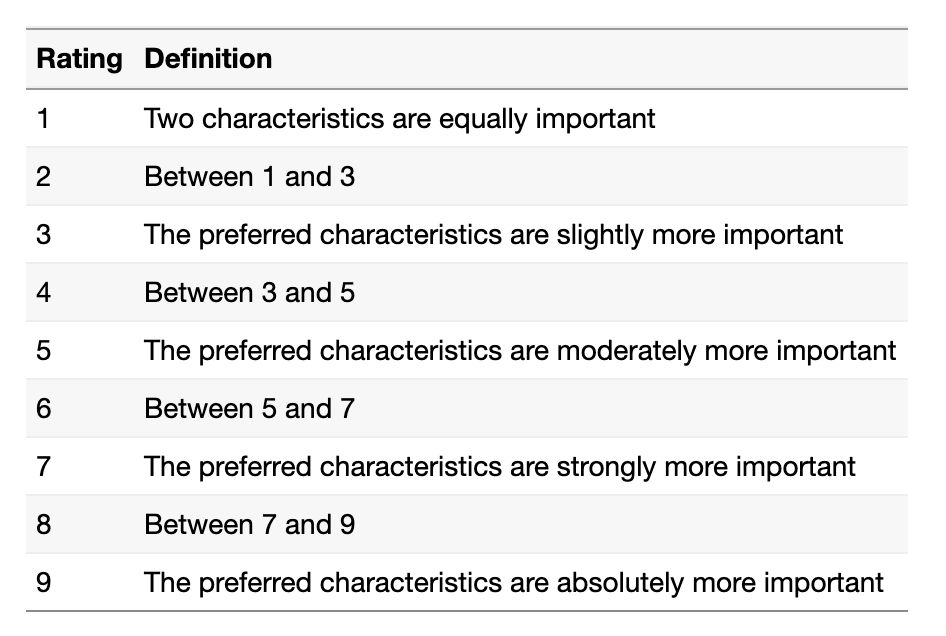 Rating Definition
1 Two characteristics are equally important
2 Between 1 and 3
3 The preferred characteristics are slightly more important
4 Between 3 and 5
5 The preferred characteristics are moderately more important
6 Between 5 and 7
7 The preferred characteristics are strongly more important
8 Between 7 and 9
9 The preferred characteristics are absolutely more important